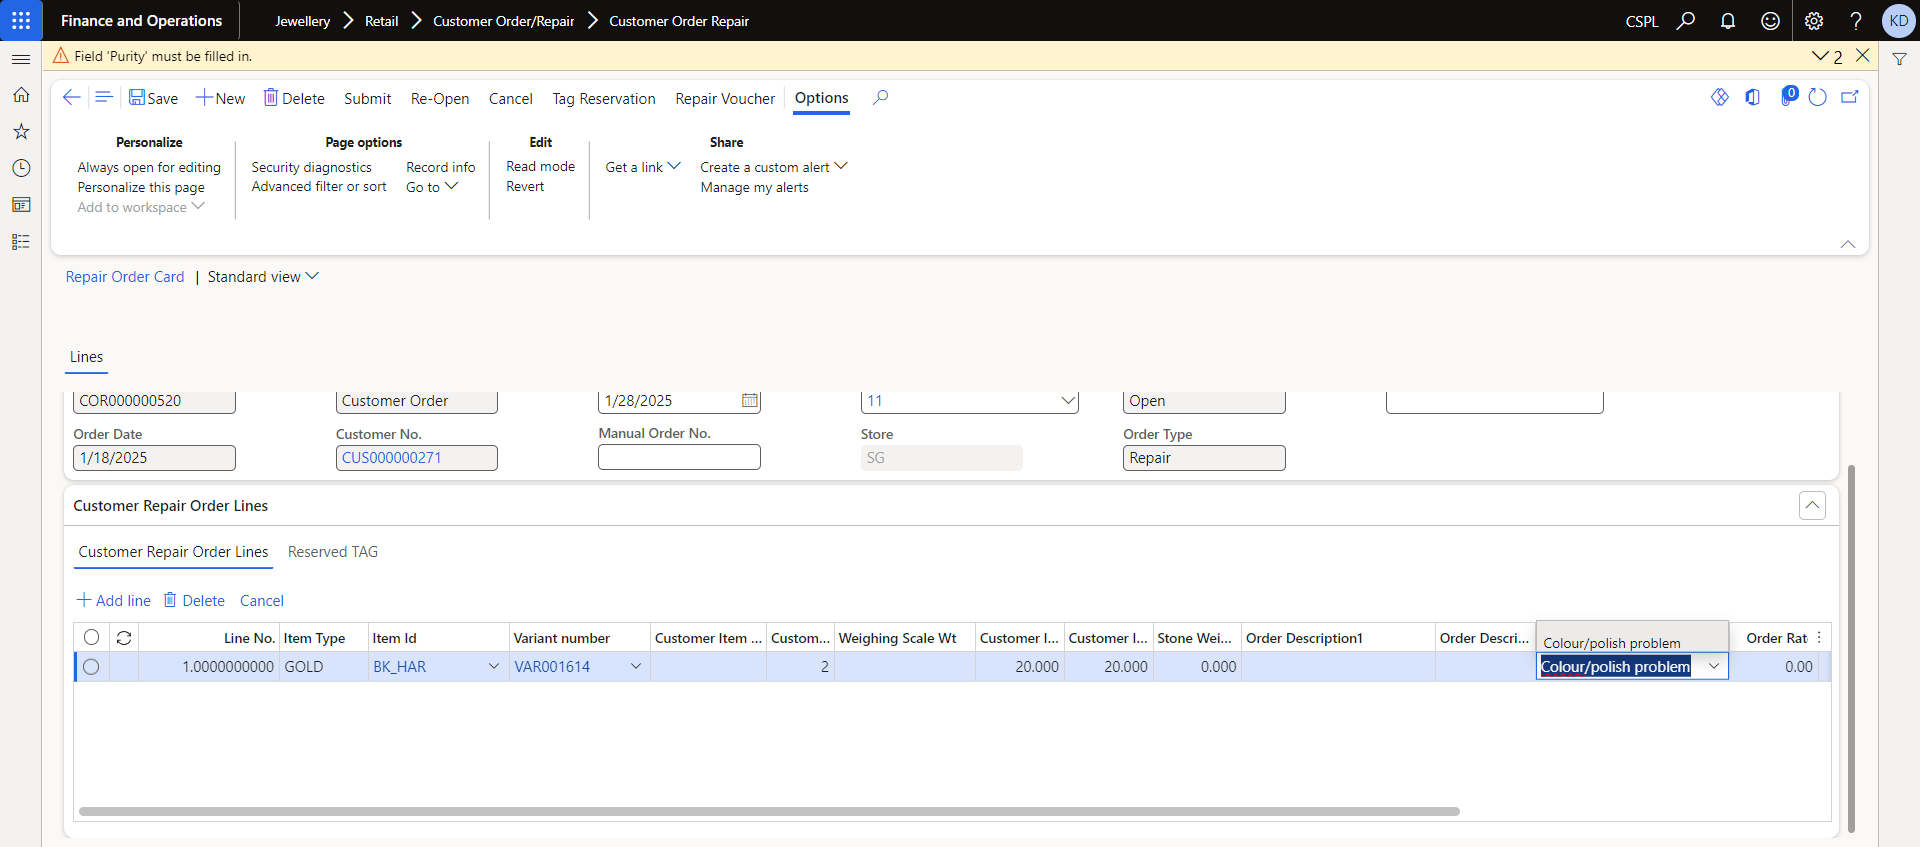 Finance and Operations
Jewellery > Retail > Customer Order/Repair > Customer Order Repair
CSPL
KD
Field 'Purity' must be filled in.
2
Save
New
Delete
Submit
Re-Open
Cancel
Tag Reservation
Repair Voucher
Options
0
Personalize
Always open for editing
Personalize this page
Add to workspace
Page options
Security diagnostics
Advanced filter or sort
Record info
Go to
Edit
Read mode
Revert
Share
Get a link
Create a custom alert
Manage my alerts
Repair Order Card | Standard view
Lines
COR000000520
Customer Order
1/28/2025
11
Open
Order Date
1/18/2025
Customer No.
CUS000000271
Manual Order No.
Store
SG
Order Type
Repair
Customer Repair Order Lines
Customer Repair Order Lines
Reserved TAG
Add line
Delete
Cancel
Line No. Item Type Item Id Variant number Customer Item ... Custom... Weighing Scale Wt Customer I... Customer I... Stone Wei... Order Description1 Order Descri... Colour/polish problem Order Rat
1.0000000000 GOLD BK_HAR VAR001614 2 20.000 20.000 0.000 Colour/polish problem 0.00